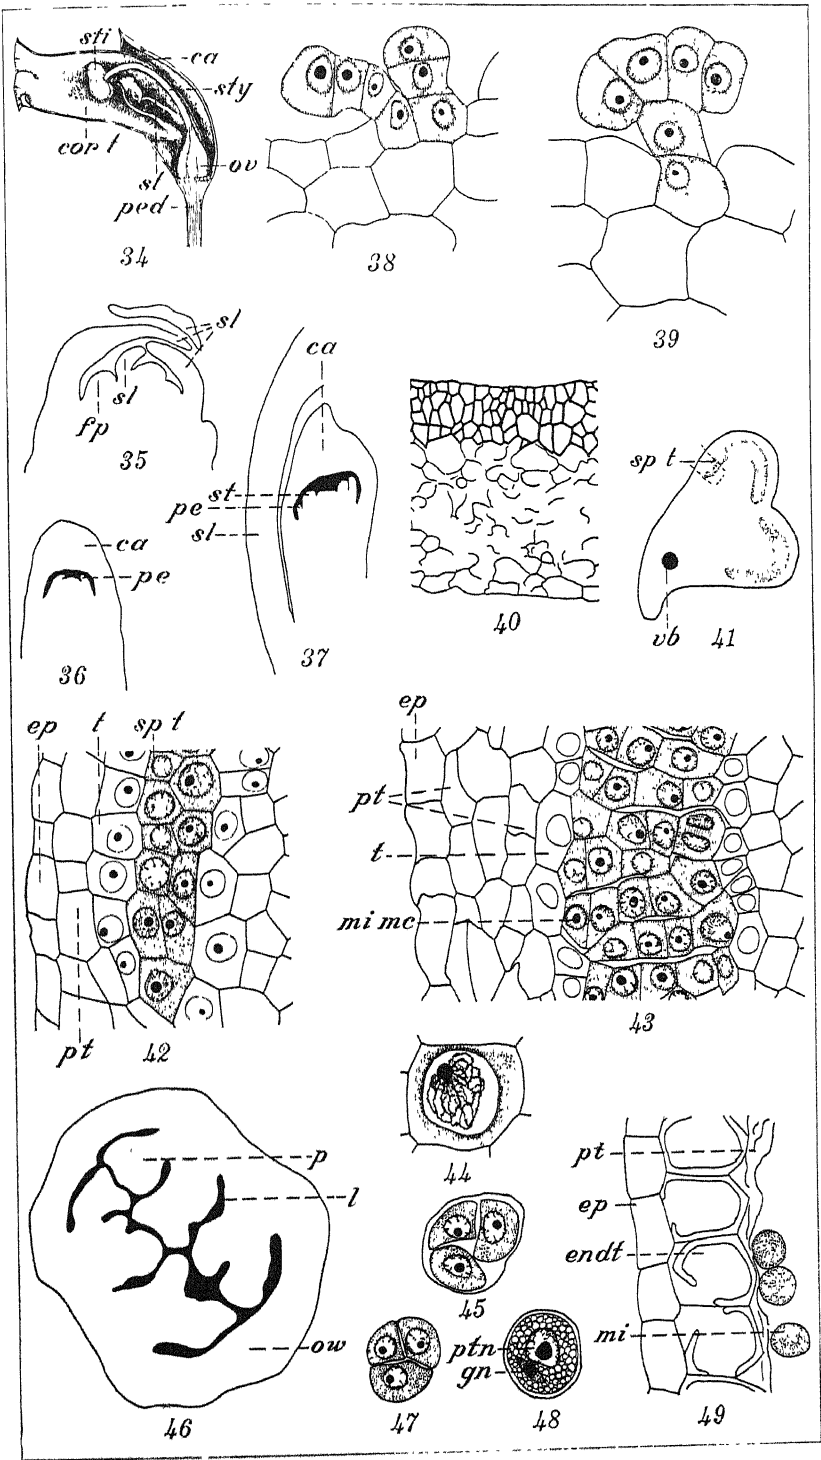 sti
ca
sty
cor t
ov
sl
ped
34
38
39
sl
sl
fp
35
ca
st
pe
sl
37
ca
pe
36
40
sp t
vb
41
ep t sp t
pt
42
ep
pt
t
mi mc
43
44
p
l
ow
46
45
47
ptn
gn
48
pt
ep
endt
mi
49